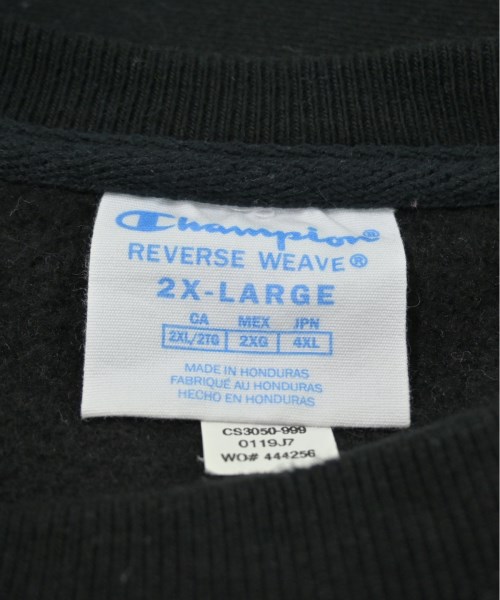 Champion®
REVERSE WEAVE®
2X-LARGE
CA MEX JPN
2XL/2TG 2XG 4XL
MADE IN HONDURAS
FABRIQUÉ AU HONDURAS
HECHO EN HONDURAS
CS3050-999
0119J7
WO# 444256